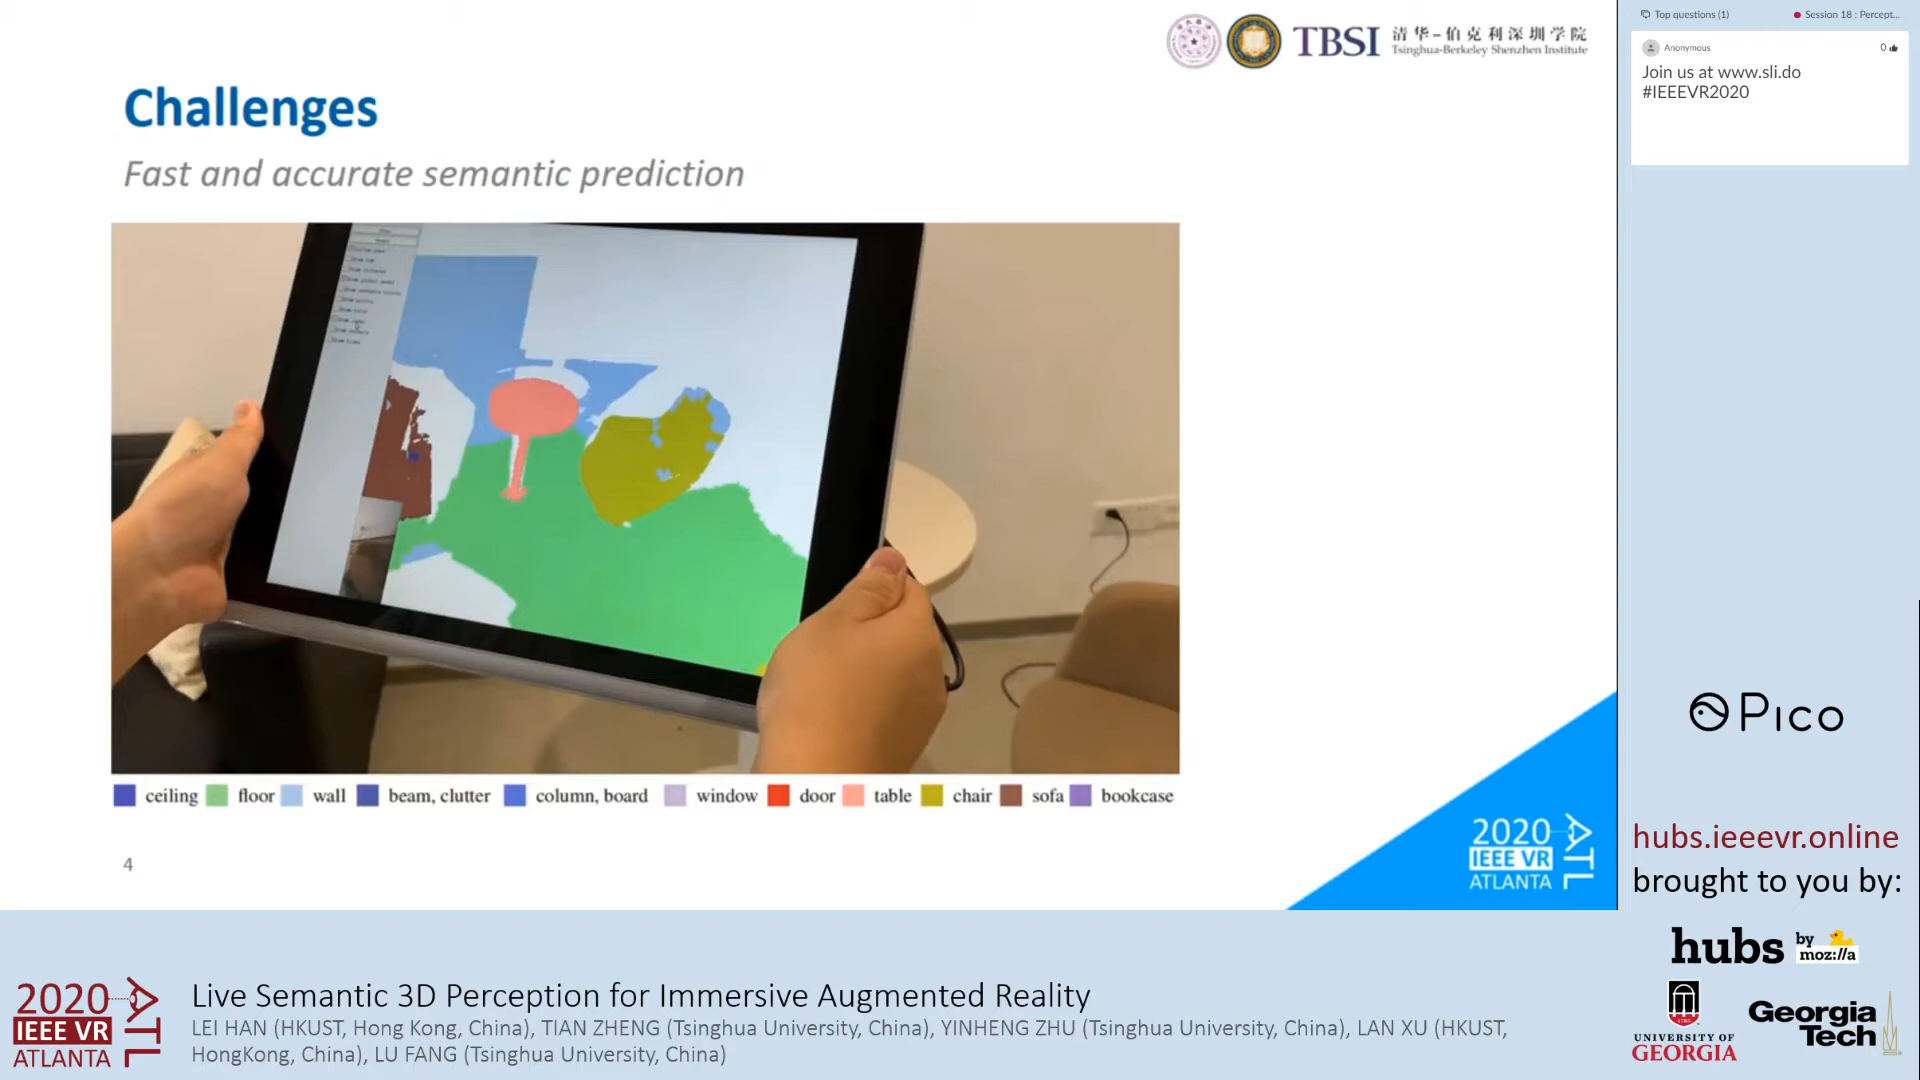 TBSI 清华-伯克利深圳学院
Tsinghua-Berkeley Shenzhen Institute
Challenges
Fast and accurate semantic prediction
ceiling floor wall beam, clutter column, board window door table chair sofa bookcase
4
2020
IEEE VR
ATLANTA
ATL
Top questions (1)
Session 18 : Percept...
Anonymous
0
Join us at www.sli.do
#IEEEVR2020
Pico
hubs.ieeevr.online
brought to you by:
hubs by moz://a
UNIVERSITY OF
GEORGIA
Georgia
Tech
2020
IEEE VR
ATLANTA
ATL
Live Semantic 3D Perception for Immersive Augmented Reality
LEI HAN (HKUST, Hong Kong, China), TIAN ZHENG (Tsinghua University, China), YINHENG ZHU (Tsinghua University, China), LAN XU (HKUST,
HongKong, China), LU FANG (Tsinghua University, China)